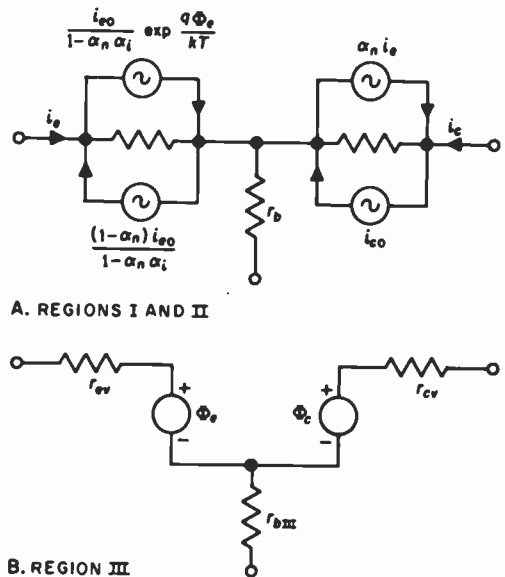 i_eo / (1-α_n α_i) exp qΦ_e / kT
α_n i_e
i_e
i_c
r_b
(1-α_n) i_eo / (1-α_n α_i)
i_co
A. REGIONS I AND II
r_ev
r_cv
+
Φ_e
-
+
Φ_c
-
r_bIII
B. REGION III